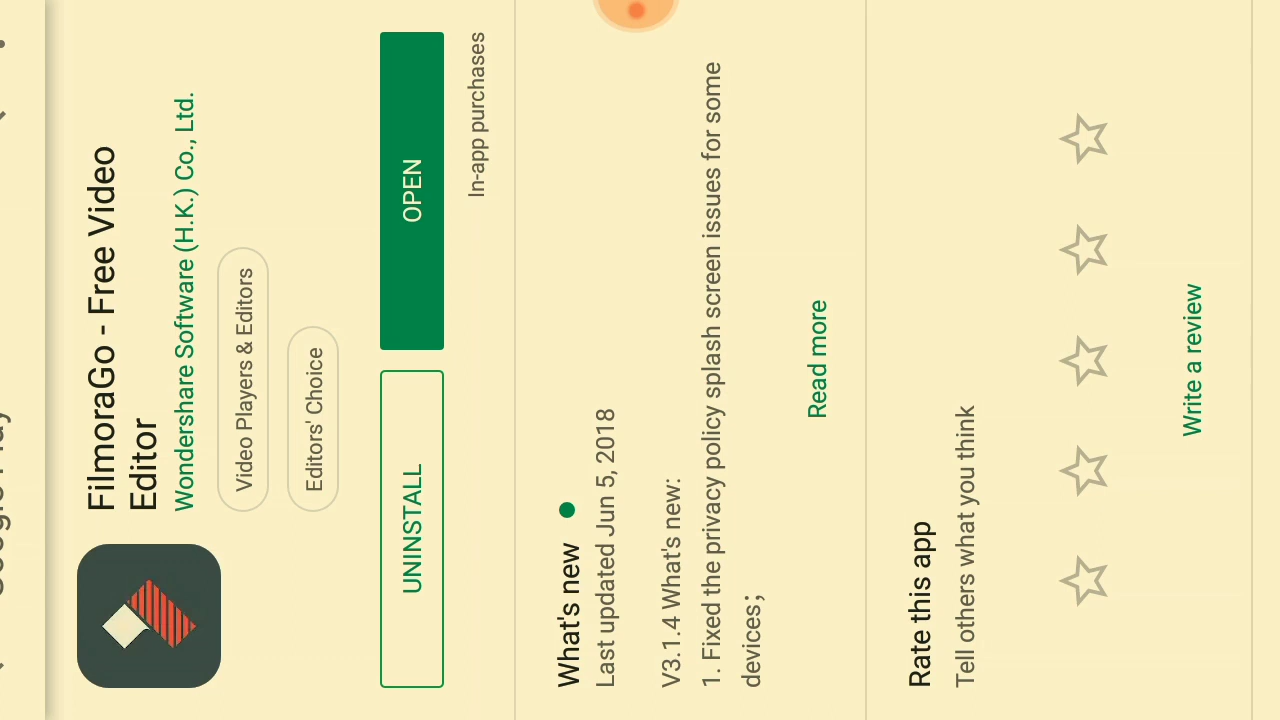 Google Play
FilmoraGo - Free Video
Editor
Wondershare Software (H.K.) Co., Ltd.
Video Players & Editors
Editors' Choice
UNINSTALL
OPEN
In-app purchases
What's new
Last updated Jun 5, 2018
V3.1.4 What's new:
1. Fixed the privacy policy splash screen issues for some
devices;
Read more
Rate this app
Tell others what you think
Write a review